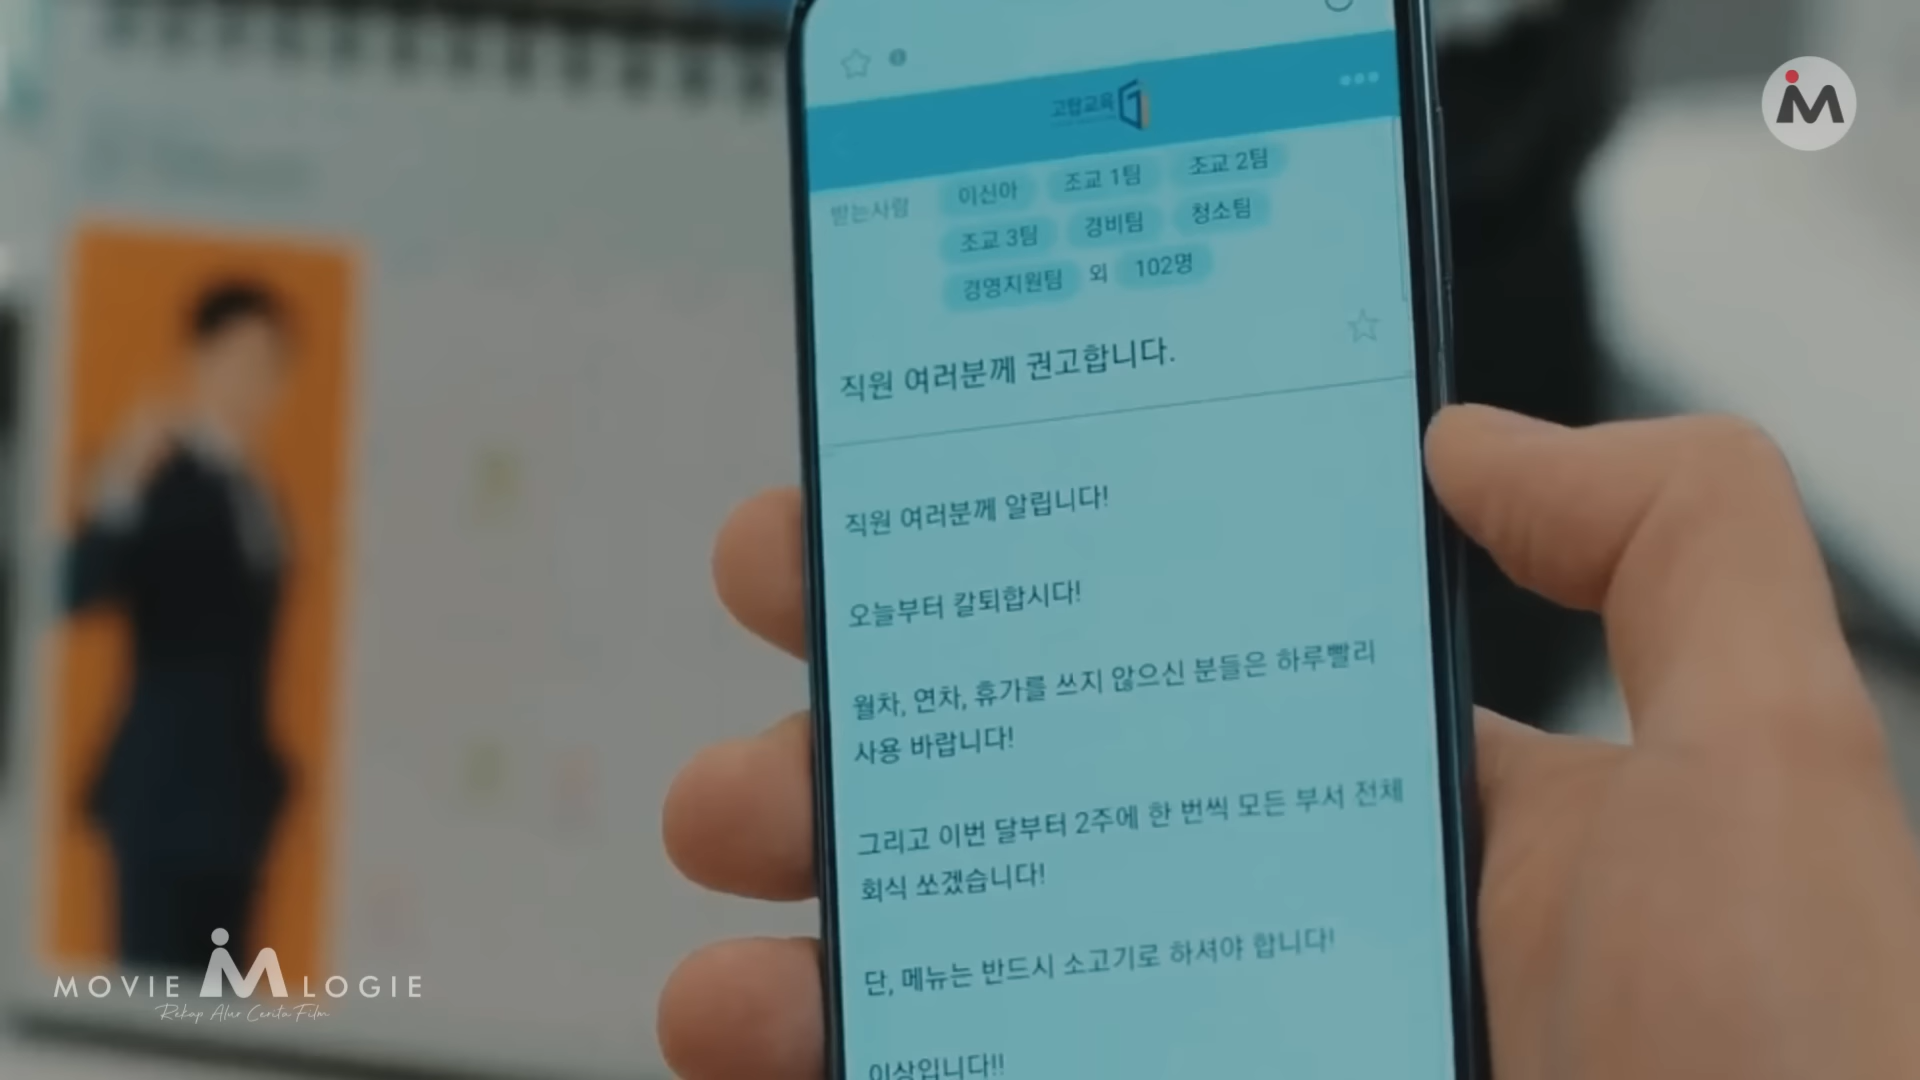 고탑교육
받는사람 이신아 조교 1팀 조교 2팀
조교 3팀 경비팀 청소팀
경영지원팀 외 102명
직원 여러분께 권고합니다.
직원 여러분께 알립니다!
오늘부터 칼퇴합시다!
월차, 연차, 휴가를 쓰지 않으신 분들은 하루빨리
사용 바랍니다!
그리고 이번 달부터 2주에 한 번씩 모든 부서 전체
회식 쏘겠습니다!
단, 메뉴는 반드시 소고기로 하셔야 합니다!
이상입니다!!
M
MOVIE M LOGIE
Rekap Alur Cerita Film